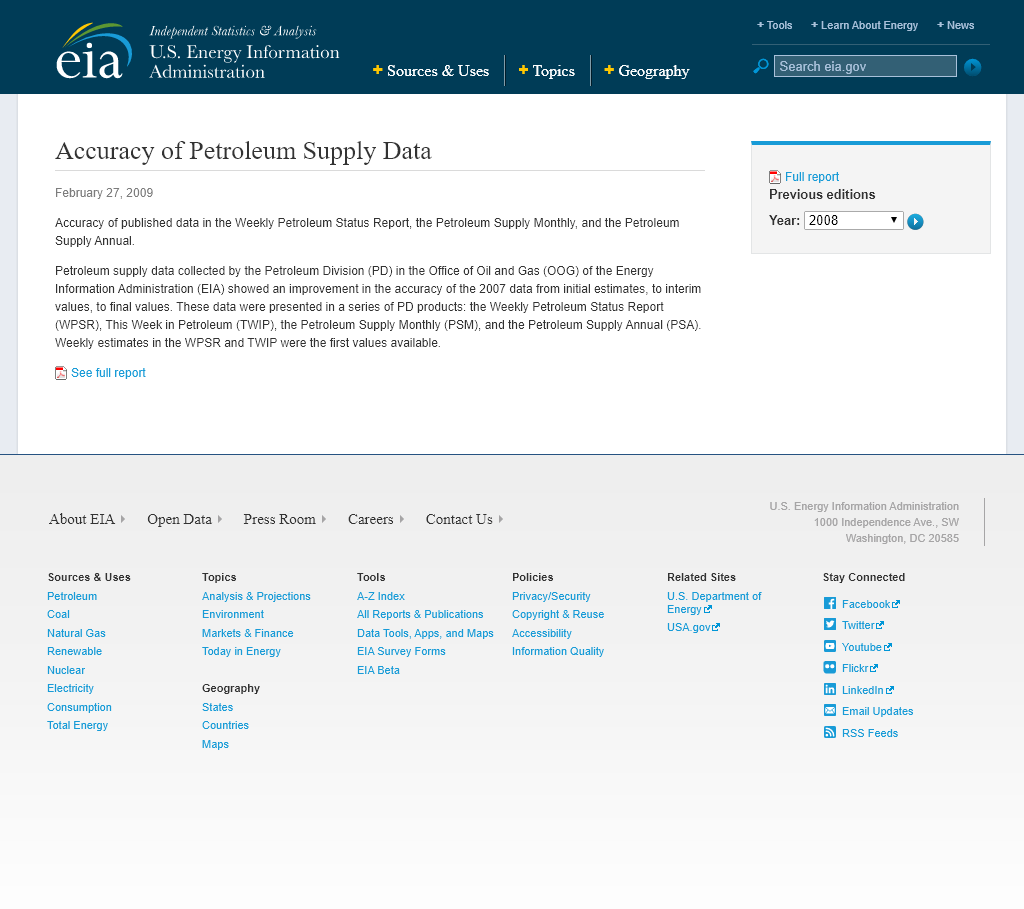 eia
Independent Statistics & Analysis
U.S. Energy Information
Administration
Sources & Uses
Topics
Geography
Tools
Learn About Energy
News
Search eia.gov
Accuracy of Petroleum Supply Data
February 27, 2009
Accuracy of published data in the Weekly Petroleum Status Report, the Petroleum Supply Monthly, and the Petroleum
Supply Annual.
Petroleum supply data collected by the Petroleum Division (PD) in the Office of Oil and Gas (OOG) of the Energy
Information Administration (EIA) showed an improvement in the accuracy of the 2007 data from initial estimates, to interim
values, to final values. These data were presented in a series of PD products: the Weekly Petroleum Status Report
(WPSR), This Week in Petroleum (TWIP), the Petroleum Supply Monthly (PSM), and the Petroleum Supply Annual (PSA).
Weekly estimates in the WPSR and TWIP were the first values available.
See full report
Full report
Previous editions
Year: 2008
About EIA
Open Data
Press Room
Careers
Contact Us
U.S. Energy Information Administration
1000 Independence Ave., SW
Washington, DC 20585
Sources & Uses
Petroleum
Coal
Natural Gas
Renewable
Nuclear
Electricity
Consumption
Total Energy
Topics
Analysis & Projections
Environment
Markets & Finance
Today in Energy
Geography
States
Countries
Maps
Tools
A-Z Index
All Reports & Publications
Data Tools, Apps, and Maps
EIA Survey Forms
EIA Beta
Policies
Privacy/Security
Copyright & Reuse
Accessibility
Information Quality
Related Sites
U.S. Department of
Energy
USA.gov
Stay Connected
Facebook
Twitter
Youtube
Flickr
LinkedIn
Email Updates
RSS Feeds